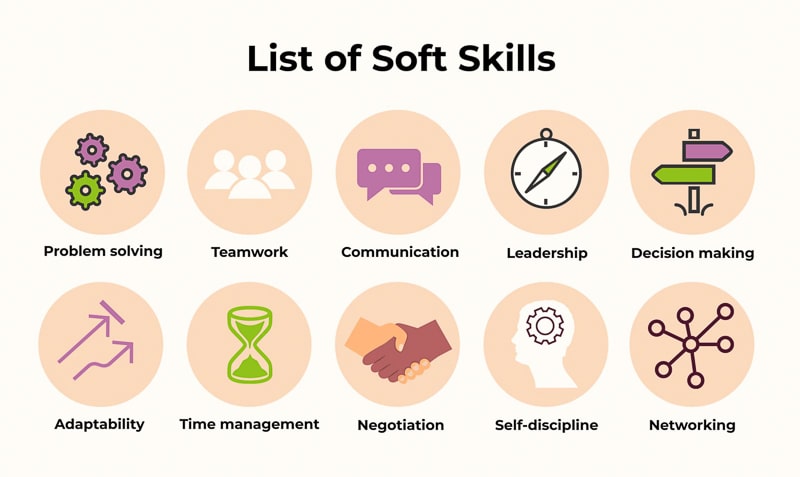 List of Soft Skills
Problem solving
Teamwork
Communication
Leadership
Decision making
Adaptability
Time management
Negotiation
Self-discipline
Networking